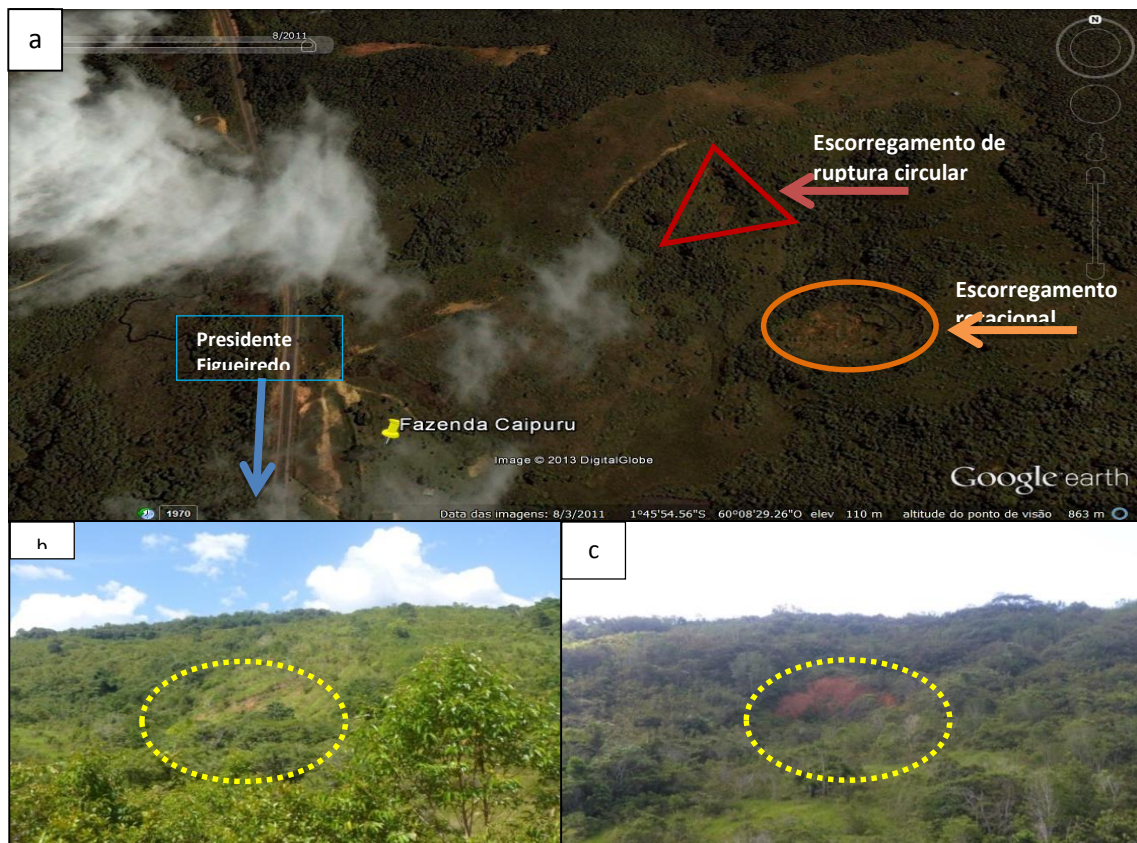 a
8/2011
N
Escorregamento de
ruptura circular
Escorregamento
rotacional
Presidente
Figueiredo
Fazenda Caipuru
Image © 2013 DigitalGlobe
Google earth
1970
Data das imagens: 8/3/2011 1°45'54.56"S 60°08'29.26"O elev 110 m altitude do ponto de visão 863 m
b
c